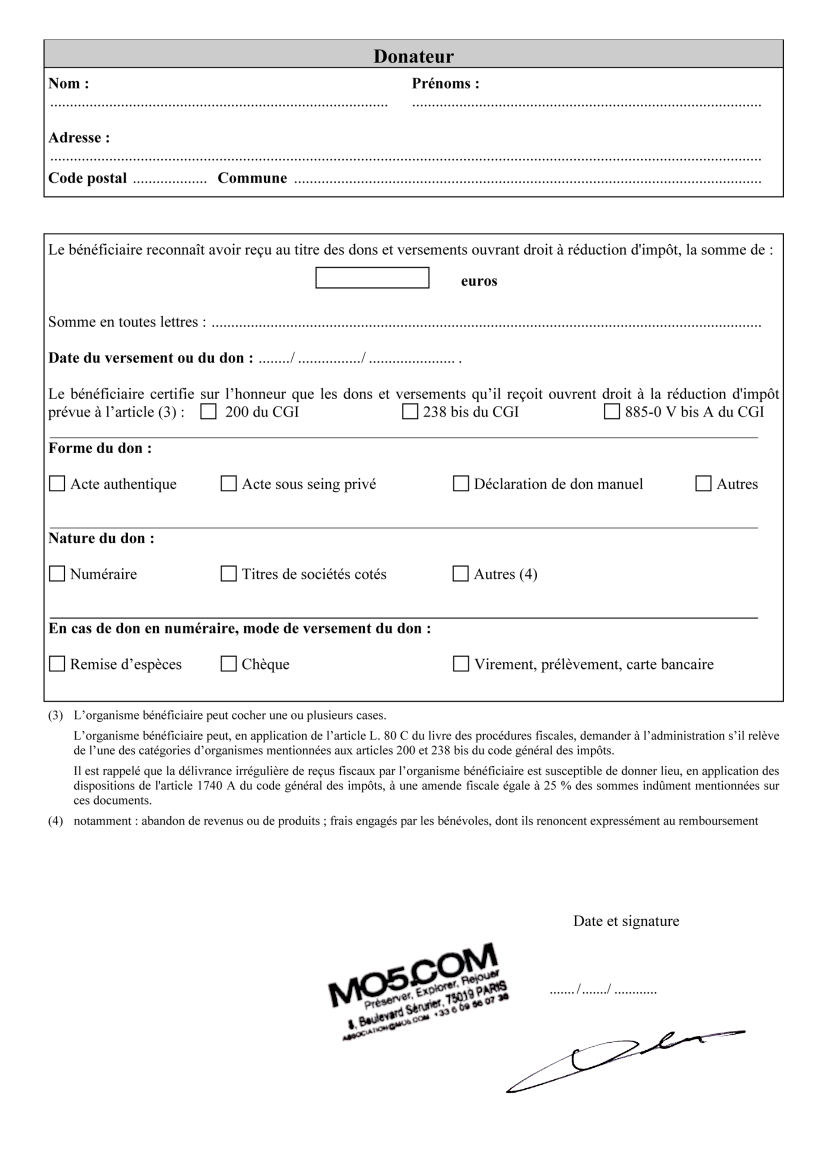 Donateur
Nom : Prénoms :
.................................................................................... ........................................................................................
Adresse :
..................................................................................................................................................................................
Code postal ................... Commune .....................................................................................................................
Le bénéficiaire reconnaît avoir reçu au titre des dons et versements ouvrant droit à réduction d'impôt, la somme de :
euros
Somme en toutes lettres : .........................................................................................................................................
Date du versement ou du don : ......../ ................/ ...................... .
Le bénéficiaire certifie sur l’honneur que les dons et versements qu’il reçoit ouvrent droit à la réduction d'impôt
prévue à l’article (3) : 200 du CGI 238 bis du CGI 885-0 V bis A du CGI
Forme du don :
Acte authentique Acte sous seing privé Déclaration de don manuel Autres
Nature du don :
Numéraire Titres de sociétés cotés Autres (4)
En cas de don en numéraire, mode de versement du don :
Remise d’espèces Chèque Virement, prélèvement, carte bancaire
(3) L’organisme bénéficiaire peut cocher une ou plusieurs cases.
L’organisme bénéficiaire peut, en application de l’article L. 80 C du livre des procédures fiscales, demander à l’administration s’il relève
de l’une des catégories d’organismes mentionnées aux articles 200 et 238 bis du code général des impôts.
Il est rappelé que la délivrance irrégulière de reçus fiscaux par l’organisme bénéficiaire est susceptible de donner lieu, en application des
dispositions de l'article 1740 A du code général des impôts, à une amende fiscale égale à 25 % des sommes indûment mentionnées sur
ces documents.
(4) notamment : abandon de revenus ou de produits ; frais engagés par les bénévoles, dont ils renoncent expressément au remboursement
Date et signature
......./......./ ............
MO5.COM
Préserver, Explorer, Rejouer
8, Boulevard Sérurier, 75019 PARIS
ASSOCIATION@MO5.COM +33 6 09 56 07 36